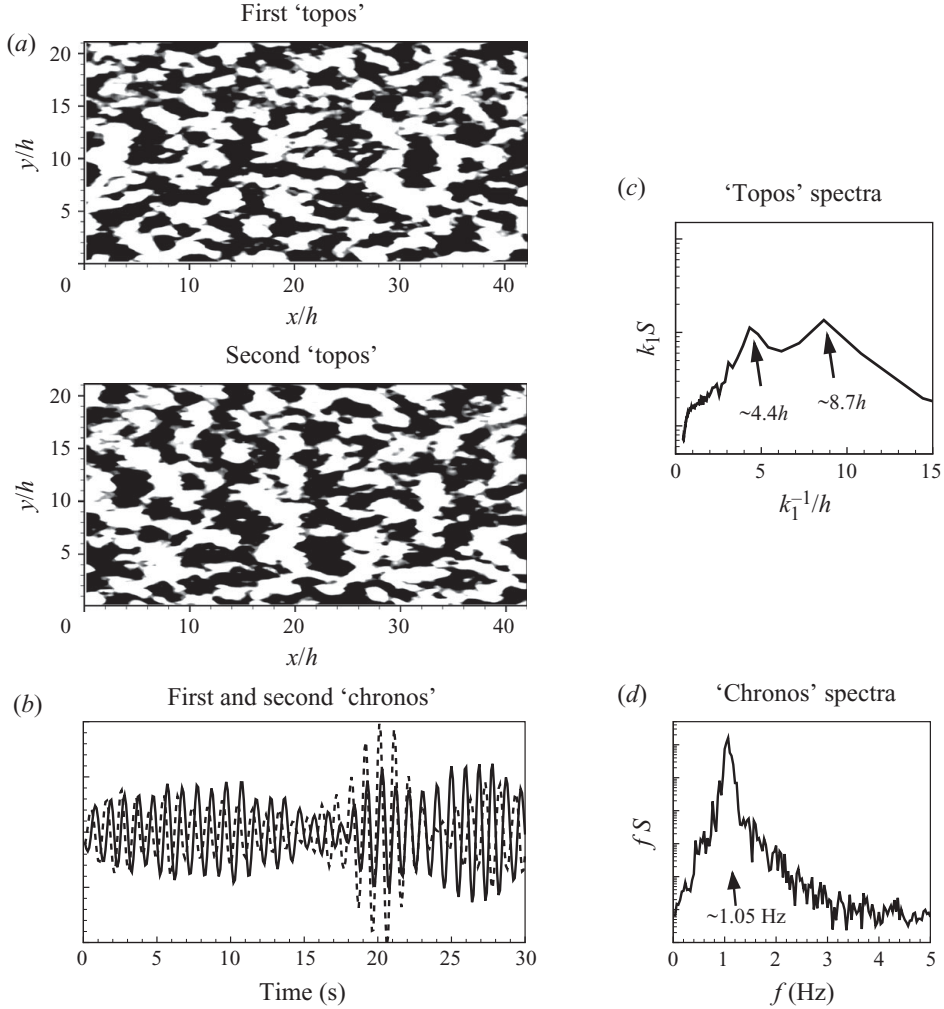 First ‘topos’
(a)
20
15
10
5
0
y/h
10
20
30
40
x/h
Second ‘topos’
20
15
10
5
0
y/h
10
20
30
40
x/h
(b)
First and second ‘chronos’
0
5
10
15
20
25
30
Time (s)
(c)
‘Topos’ spectra
k₁S
~4.4h
~8.7h
0
5
10
15
k₁⁻¹/h
(d)
‘Chronos’ spectra
f S
~1.05 Hz
0
1
2
3
4
5
f (Hz)